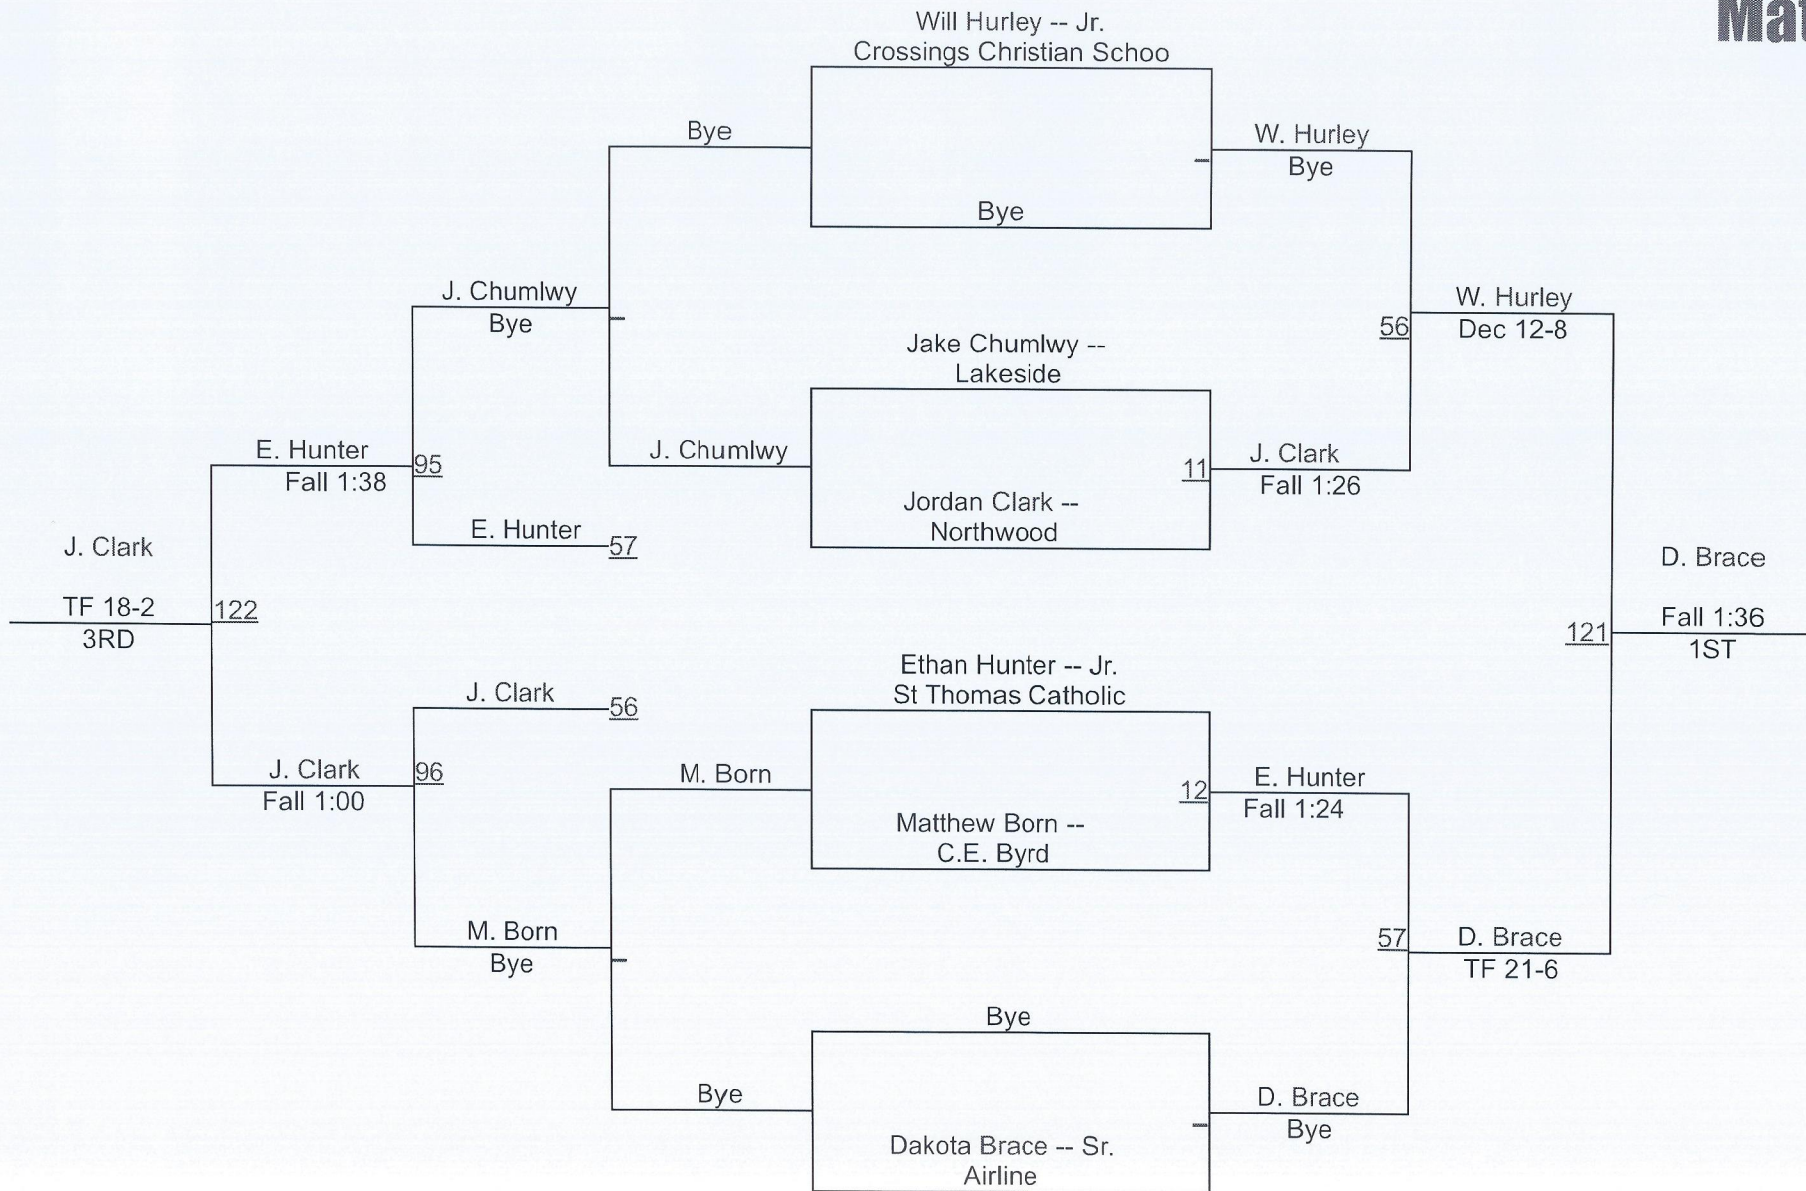 Mat
Will Hurley -- Jr.
Crossings Christian Schoo
Bye
W. Hurley
Bye
Bye
J. Chumlwy
Bye
W. Hurley
Dec 12-8
56
Jake Chumlwy --
Lakeside
E. Hunter
Fall 1:38
95
J. Chumlwy
11
J. Clark
Fall 1:26
Jordan Clark --
Northwood
E. Hunter
57
J. Clark
TF 18-2
3RD
122
D. Brace
Fall 1:36
1ST
121
Ethan Hunter -- Jr.
St Thomas Catholic
J. Clark
56
J. Clark
Fall 1:00
96
M. Born
12
E. Hunter
Fall 1:24
Matthew Born --
C.E. Byrd
M. Born
Bye
57
D. Brace
TF 21-6
Bye
Bye
D. Brace
Bye
Dakota Brace -- Sr.
Airline